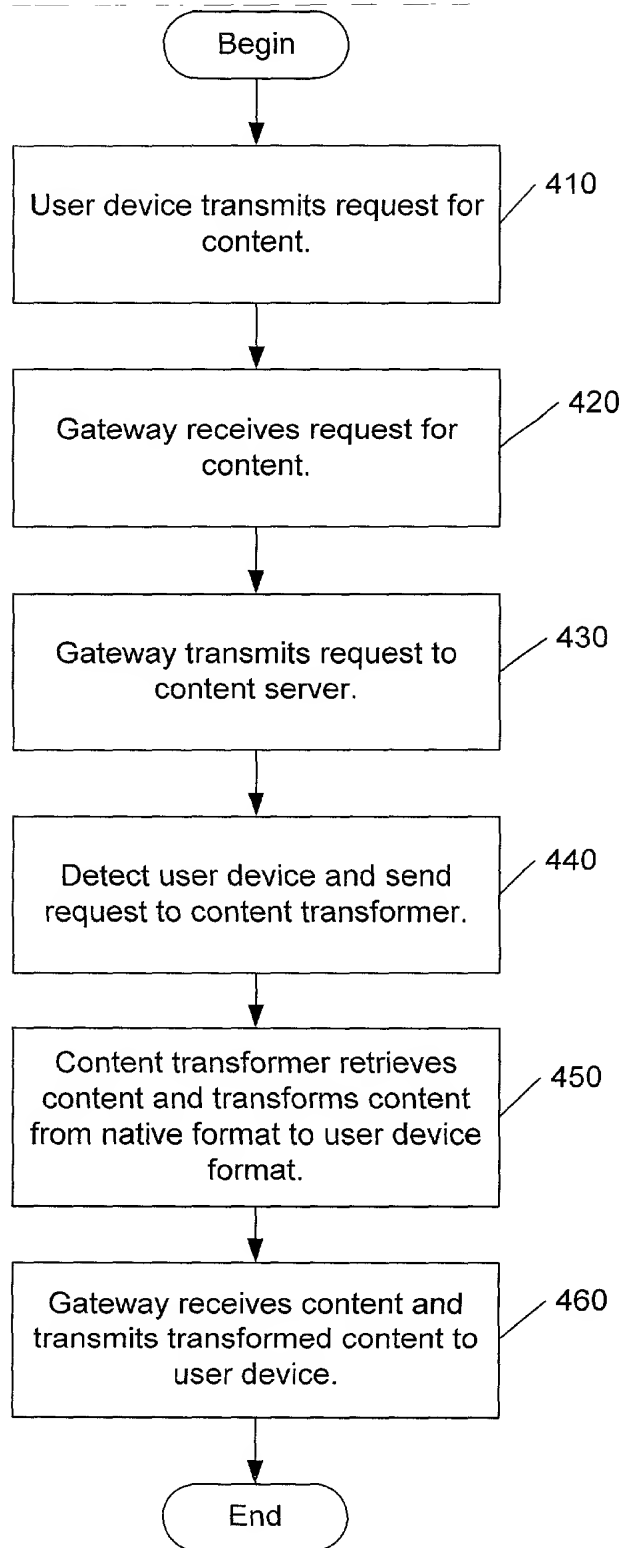 Begin
User device transmits request for
content.
410
Gateway receives request for
content.
420
Gateway transmits request to
content server.
430
Detect user device and send
request to content transformer.
440
Content transformer retrieves
content and transforms content
from native format to user device
format.
450
Gateway receives content and
transmits transformed content to
user device.
460
End